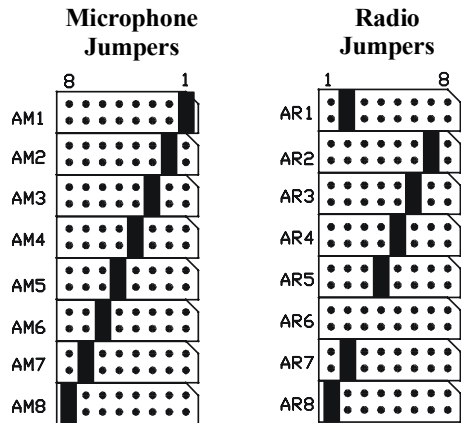 Microphone
Jumpers
8 1
AM1
AM2
AM3
AM4
AM5
AM6
AM7
AM8
Radio
Jumpers
1 8
AR1
AR2
AR3
AR4
AR5
AR6
AR7
AR8